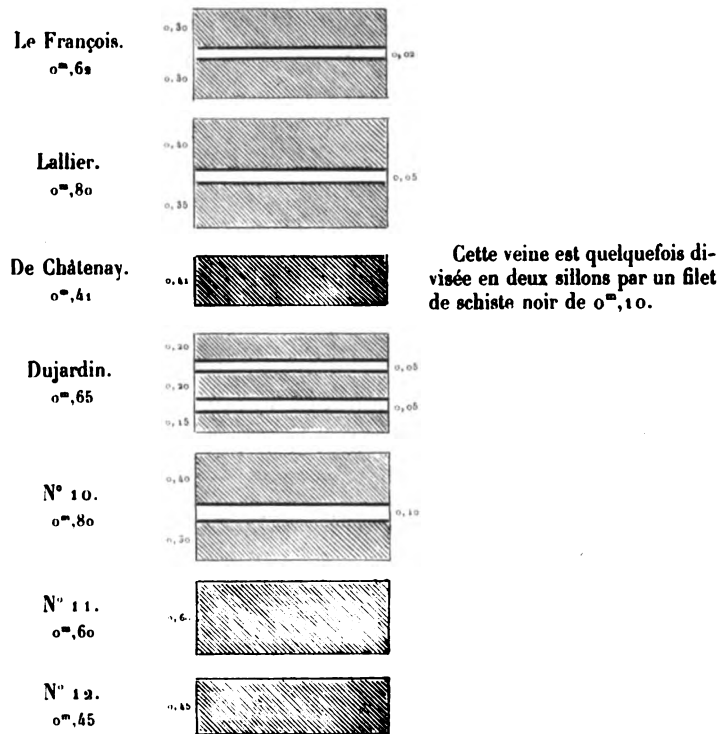 Le François.
0ᵐ,62
0,30
0,02
0,30
Lallier.
0ᵐ,80
0,40
0,05
0,35
De Châtenay.
0ᵐ,41
0,41
Cette veine est quelquefois di-
visée en deux sillons par un filet
de schiste noir de 0ᵐ,10.
Dujardin.
0ᵐ,65
0,20
0,05
0,20
0,05
0,15
N° 10.
0ᵐ,80
0,40
0,10
0,30
N° 11.
0ᵐ,60
N° 12.
0ᵐ,45
0,45